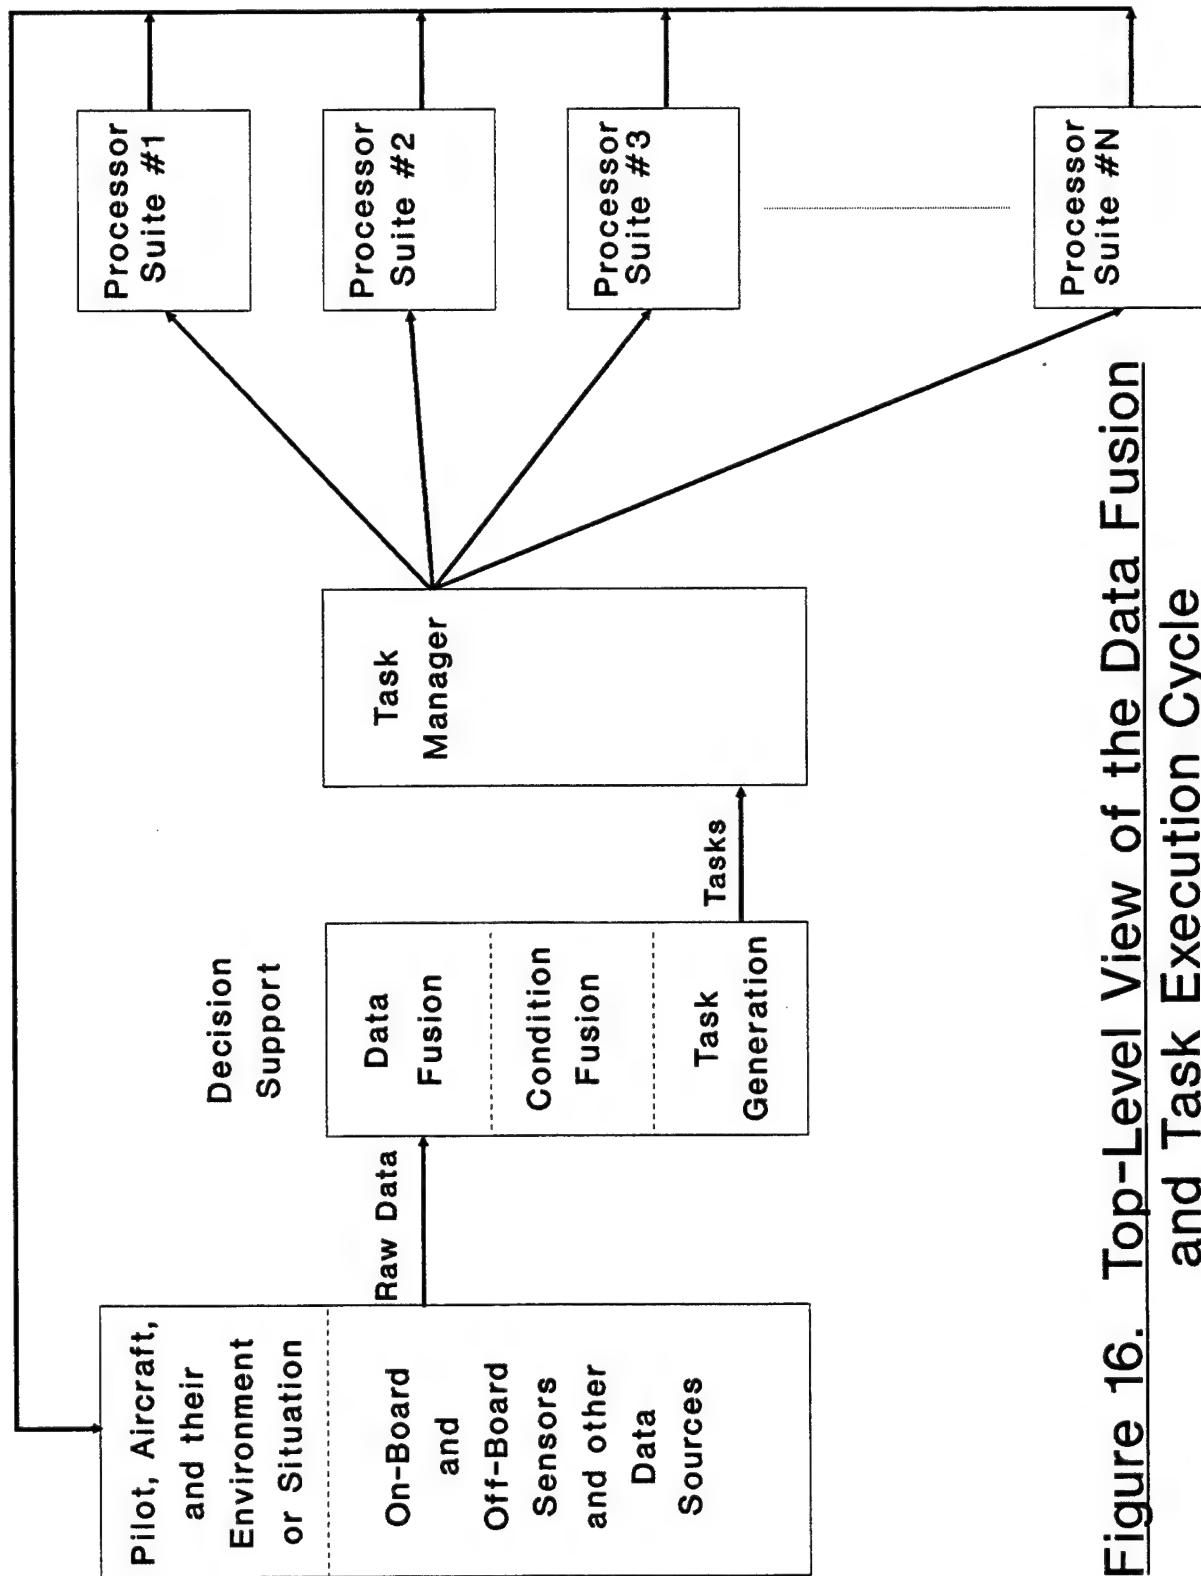 Pilot, Aircraft,
and their
Environment
or Situation
On-Board
and
Off-Board
Sensors
and other
Data
Sources
Raw Data
Decision
Support
Data
Fusion
Condition
Fusion
Task
Generation
Tasks
Task
Manager
Processor
Suite #1
Processor
Suite #2
Processor
Suite #3
Processor
Suite #N
Figure 16. Top-Level View of the Data Fusion
and Task Execution Cycle